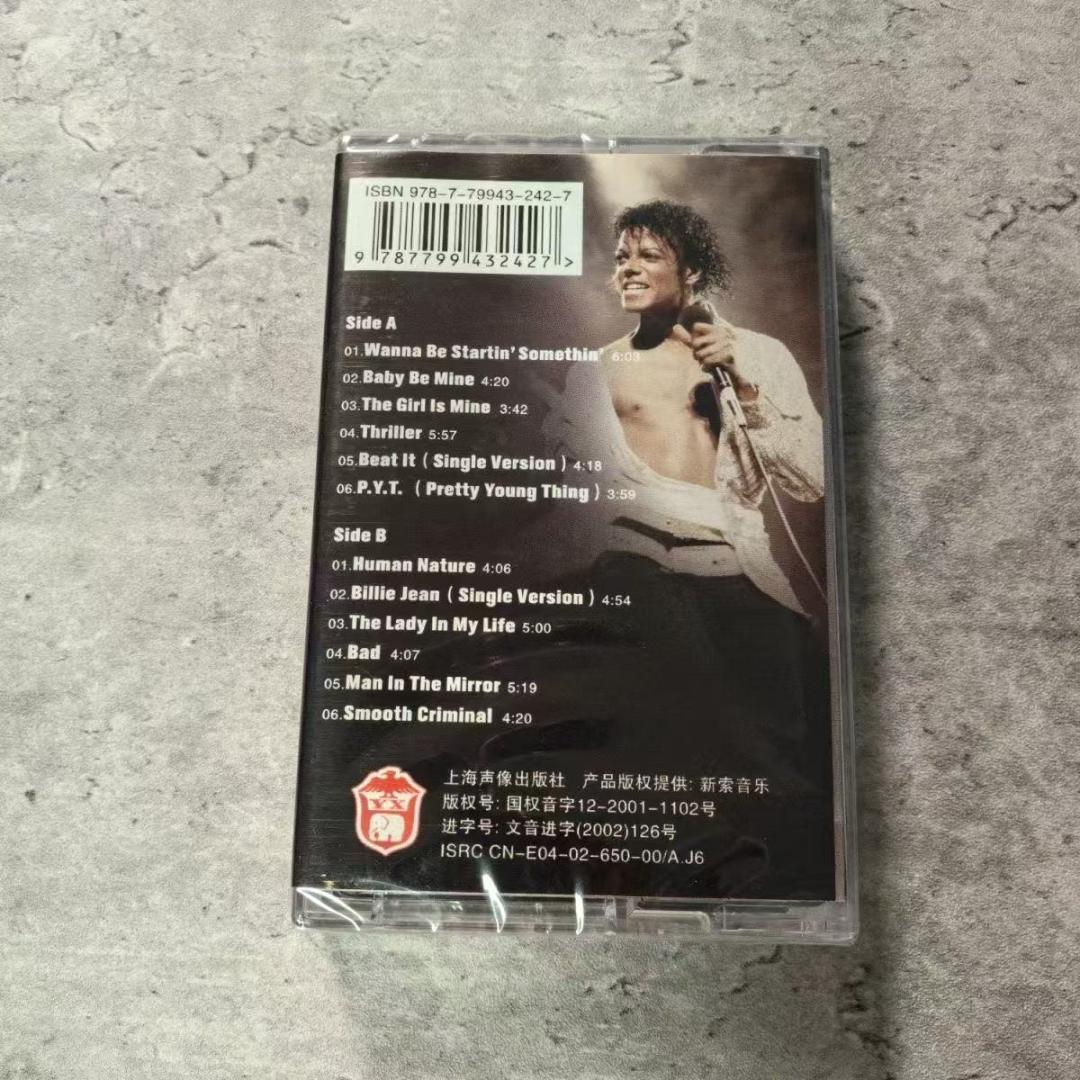 ISBN 978-7-79943-242-7
9 787799 432427 >
Side A
01.Wanna Be Startin' Somethin' 6:03
02.Baby Be Mine 4:20
03.The Girl Is Mine 3:42
04.Thriller 5:57
05.Beat It ( Single Version ) 4:18
06.P.Y.T. ( Pretty Young Thing ) 3:59
Side B
01.Human Nature 4:06
02.Billie Jean ( Single Version ) 4:54
03.The Lady In My Life 5:00
04.Bad 4:07
05.Man In The Mirror 5:19
06.Smooth Criminal 4:20
YX
上海声像出版社 产品版权提供: 新索音乐
版权号: 国权音字12-2001-1102号
进字号: 文音进字(2002)126号
ISRC CN-E04-02-650-00/A.J6